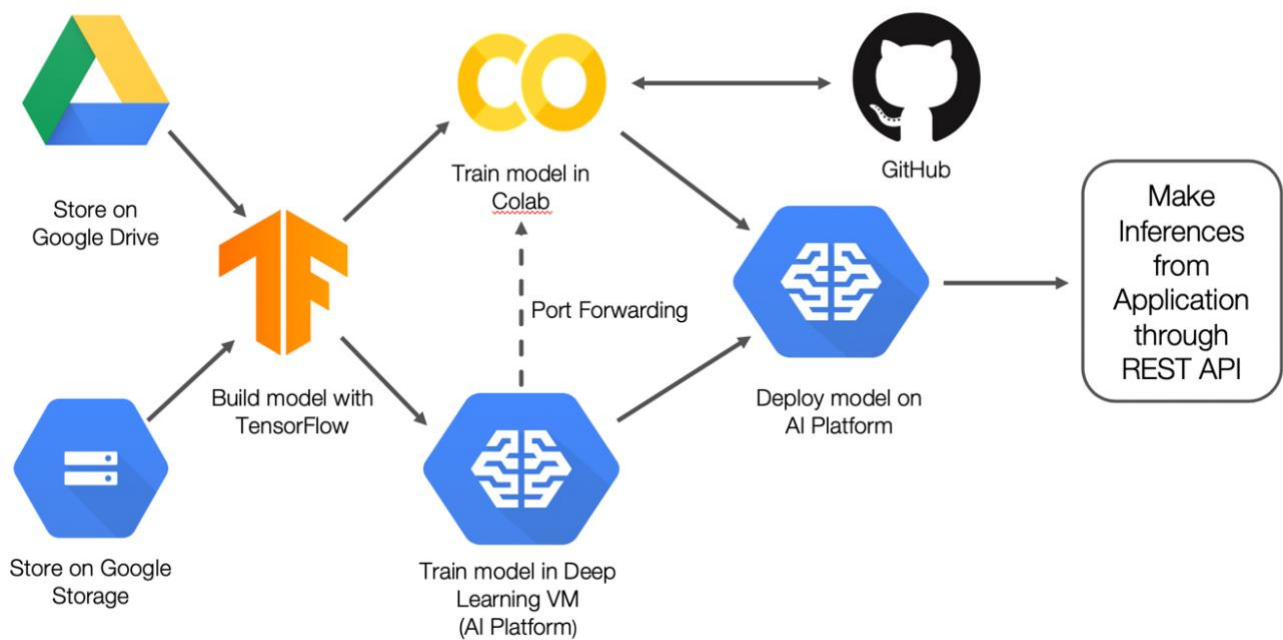 Store on
Google Drive
Build model with
TensorFlow
Store on Google
Storage
Train model in
Colab
Port Forwarding
Train model in Deep
Learning VM
(AI Platform)
GitHub
Deploy model on
AI Platform
Make
Inferences
from
Application
through
REST API